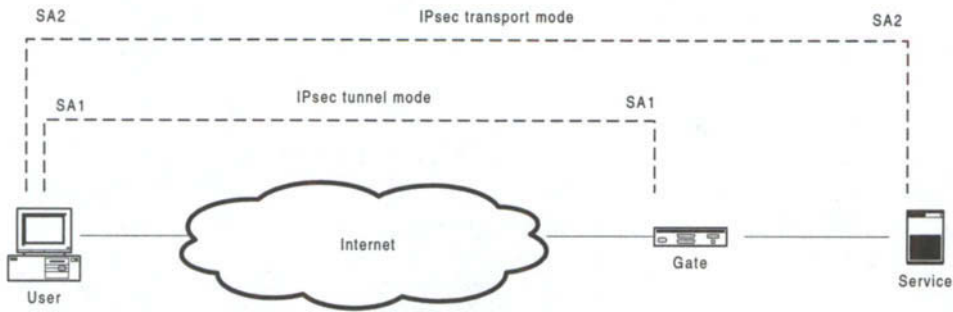 SA2
IPsec transport mode
SA2
SA1
IPsec tunnel mode
SA1
Internet
Gate
User
Service